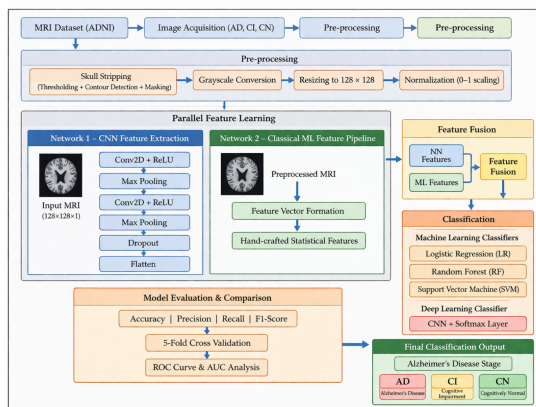 MRI Dataset (ADNI)
Image Acquisition (AD, CI, CN)
Pre-processing
Pre-processing
Pre-processing
Skull Stripping
(Thresholding + Contour Detection + Masking)
Grayscale Conversion
Resizing to 128 × 128
Normalization (0–1 scaling)
Parallel Feature Learning
Network 1 – CNN Feature Extraction
Input MRI
(128×128×1)
Conv2D + ReLU
Max Pooling
Conv2D + ReLU
Max Pooling
Dropout
Flatten
Network 2 – Classical ML Feature Pipeline
Preprocessed MRI
Feature Vector Formation
Hand-crafted Statistical Features
Feature Fusion
NN
Features
ML Features
Feature
Fusion
Classification
Machine Learning Classifiers
Logistic Regression (LR)
Random Forest (RF)
Support Vector Machine (SVM)
Deep Learning Classifier
CNN + Softmax Layer
Model Evaluation & Comparison
Accuracy | Precision | Recall | F1-Score
5-Fold Cross Validation
ROC Curve & AUC Analysis
Final Classification Output
Alzheimer's Disease Stage
AD
Alzheimer's Disease
CI
Cognitive
Impairment
CN
Cognitively Normal